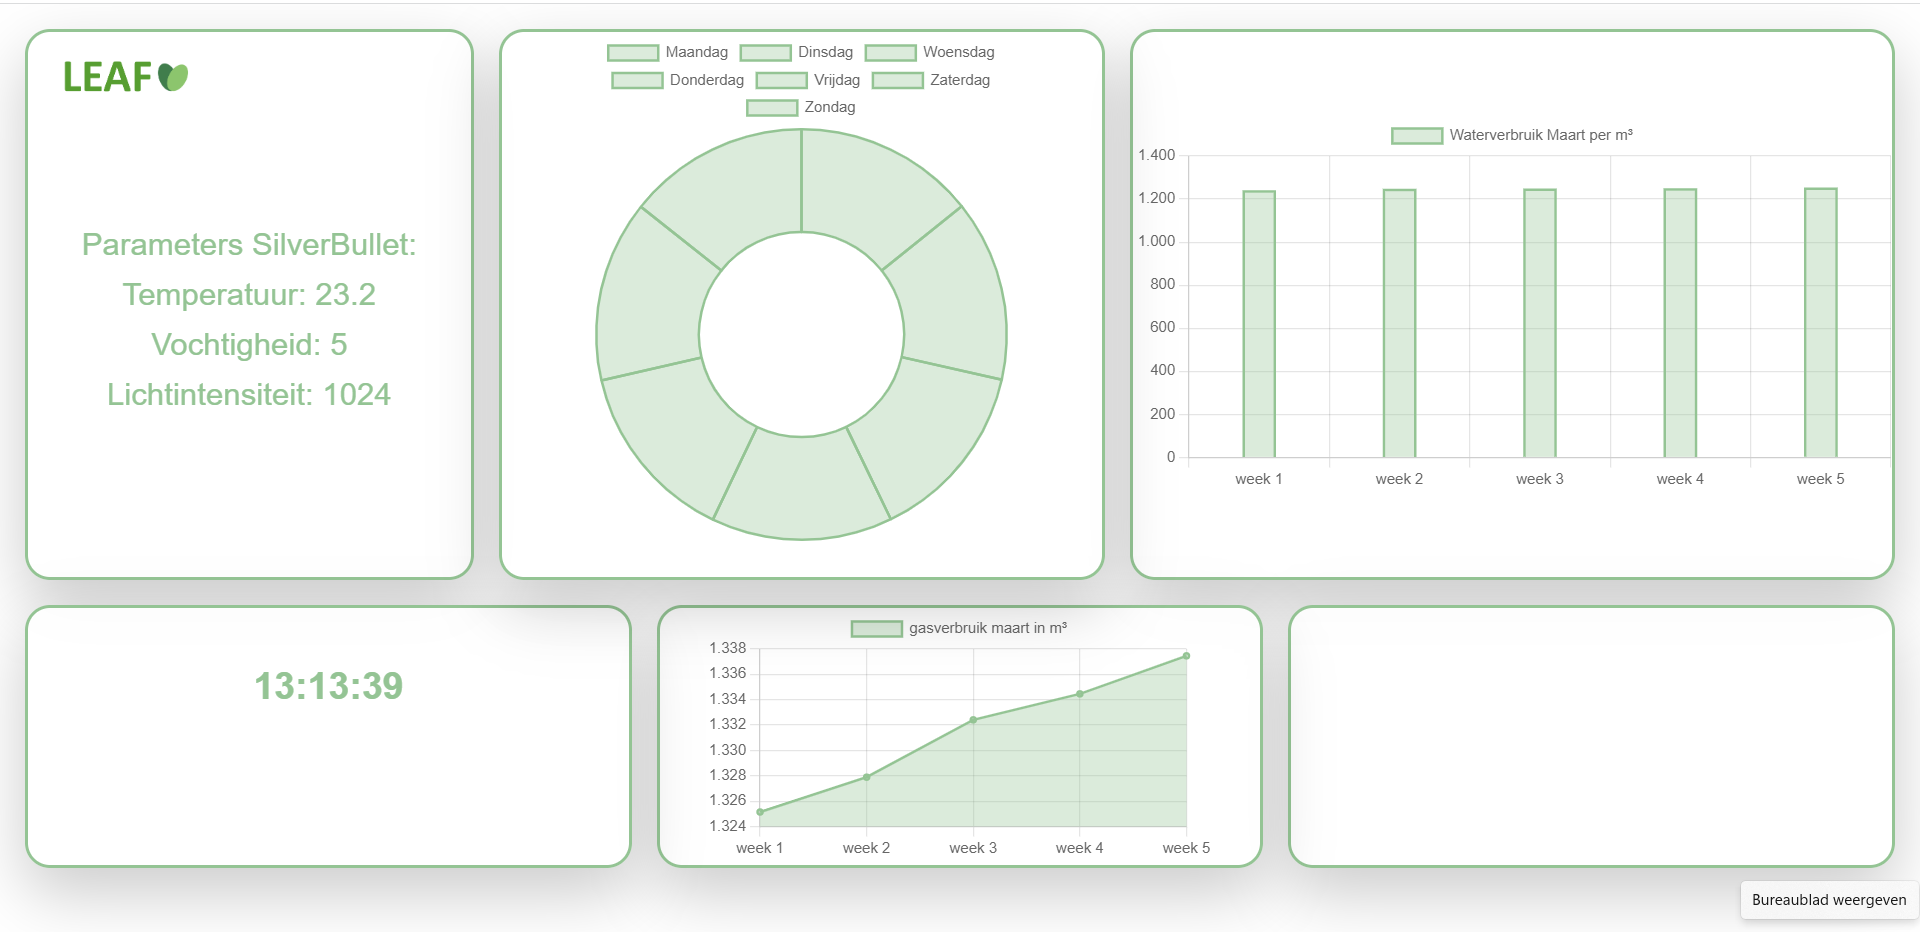 LEAF
Parameters SilverBullet:
Temperatuur: 23.2
Vochtigheid: 5
Lichtintensiteit: 1024
Maandag Dinsdag Woensdag
Donderdag Vrijdag Zaterdag
Zondag
Waterverbruik Maart per m³
1.400
1.200
1.000
800
600
400
200
0
week 1 week 2 week 3 week 4 week 5
13:13:39
gasverbruik maart in m³
1.338
1.336
1.334
1.332
1.330
1.328
1.326
1.324
week 1 week 2 week 3 week 4 week 5
Bureaublad weergeven